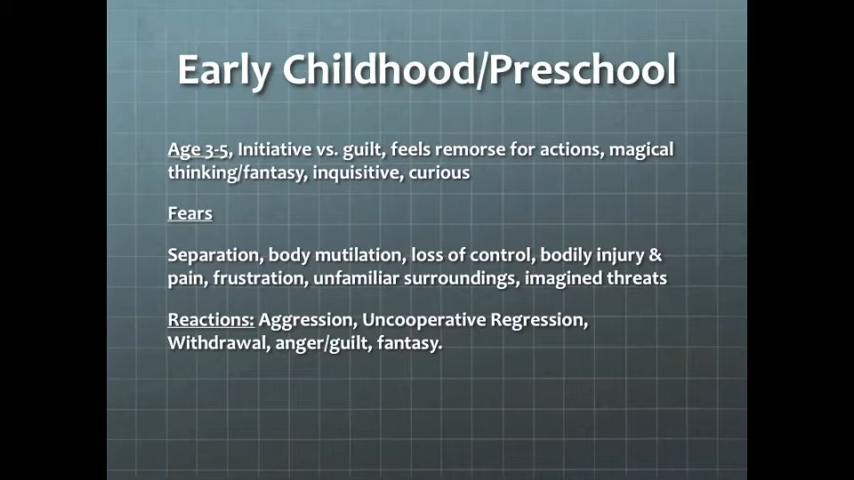 Early Childhood/Preschool
Age 3-5, Initiative vs. guilt, feels remorse for actions, magical
thinking/fantasy, inquisitive, curious
Fears
Separation, body mutilation, loss of control, bodily injury &
pain, frustration, unfamiliar surroundings, imagined threats
Reactions: Aggression, Uncooperative Regression,
Withdrawal, anger/guilt, fantasy.